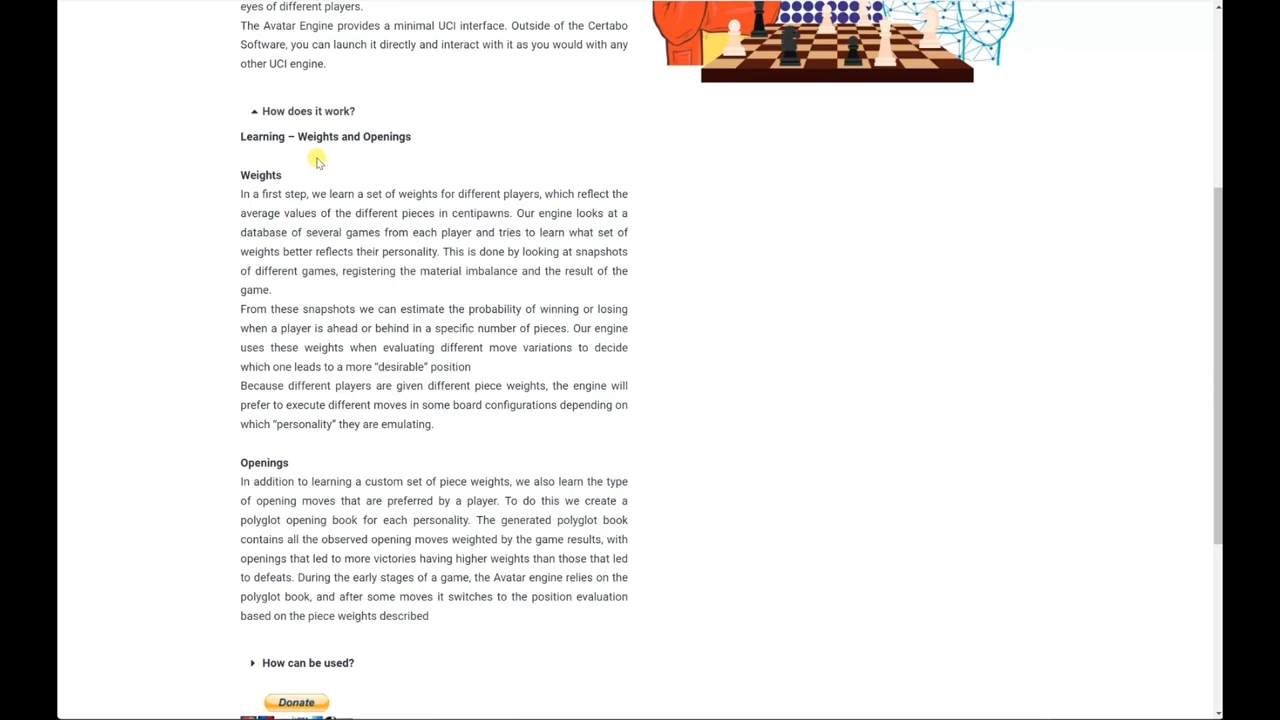 eyes of different players.
The Avatar Engine provides a minimal UCI interface. Outside of the Certabo
Software, you can launch it directly and interact with it as you would with any
other UCI engine.
How does it work?
Learning – Weights and Openings
Weights
In a first step, we learn a set of weights for different players, which reflect the
average values of the different pieces in centipawns. Our engine looks at a
database of several games from each player and tries to learn what set of
weights better reflects their personality. This is done by looking at snapshots
of different games, registering the material imbalance and the result of the
game.
From these snapshots we can estimate the probability of winning or losing
when a player is ahead or behind in a specific number of pieces. Our engine
uses these weights when evaluating different move variations to decide
which one leads to a more “desirable” position
Because different players are given different piece weights, the engine will
prefer to execute different moves in some board configurations depending on
which “personality” they are emulating.
Openings
In addition to learning a custom set of piece weights, we also learn the type
of opening moves that are preferred by a player. To do this we create a
polyglot opening book for each personality. The generated polyglot book
contains all the observed opening moves weighted by the game results, with
openings that led to more victories having higher weights than those that led
to defeats. During the early stages of a game, the Avatar engine relies on the
polyglot book, and after some moves it switches to the position evaluation
based on the piece weights described
How can be used?
Donate